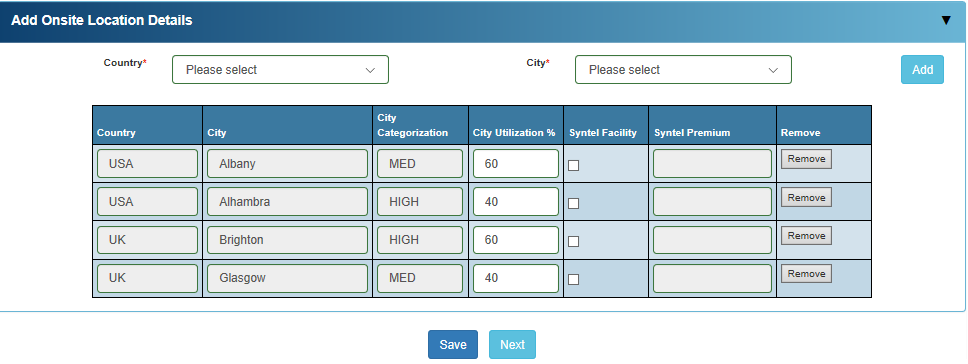 Add Onsite Location Details ▼
Country* Please select City* Please select Add
Country City City Categorization City Utilization % Syntel Facility Syntel Premium Remove
USA Albany MED 60 Remove
USA Alhambra HIGH 40 Remove
UK Brighton HIGH 60 Remove
UK Glasgow MED 40 Remove
Save Next